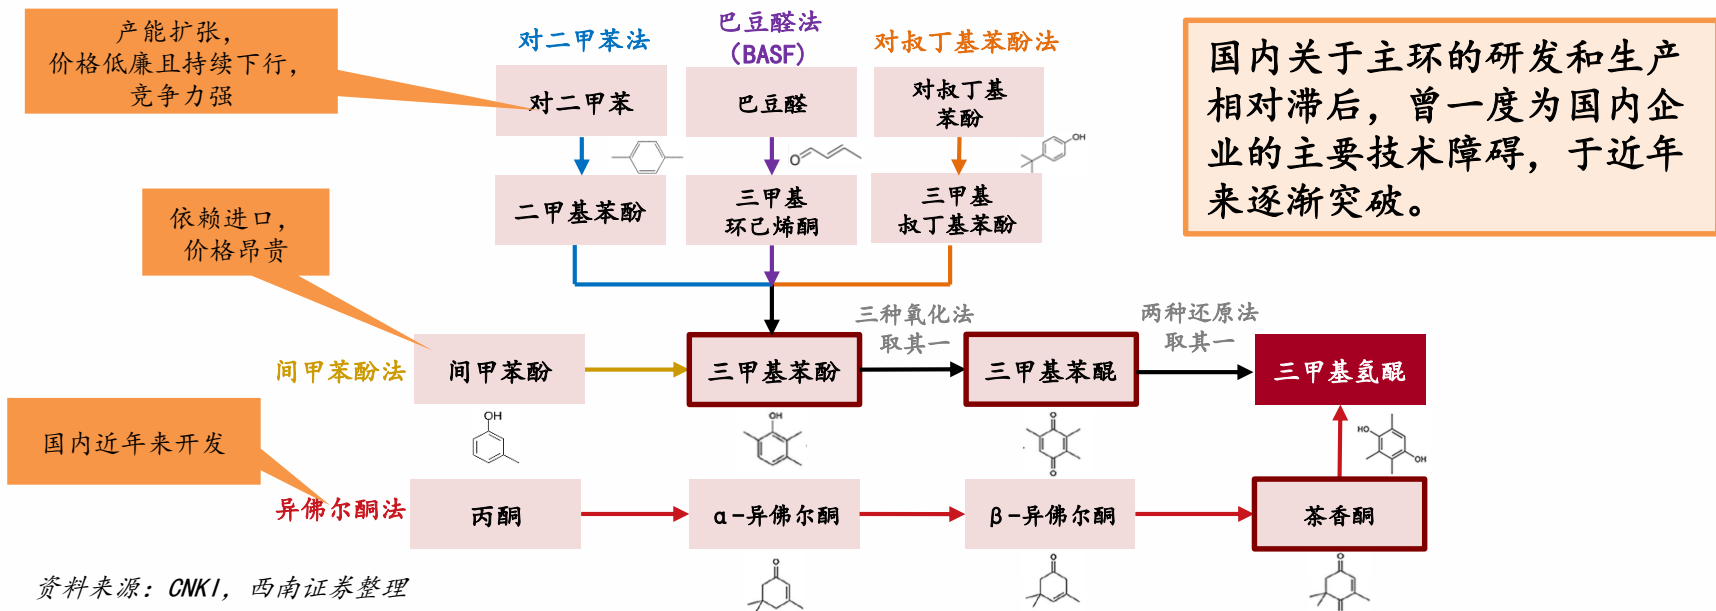 产能扩张，
价格低廉且持续下行，
竞争力强
对二甲苯法
巴豆醛法
（BASF）
对叔丁基苯酚法
国内关于主环的研发和生产
相对滞后，曾一度为国内企
业的主要技术障碍，于近年
来逐渐突破。
对二甲苯
巴豆醛
对叔丁基
苯酚
O
OH
二甲基苯酚
三甲基
环己烯酮
三甲基
叔丁基苯酚
依赖进口，
价格昂贵
三种氧化法
取其一
两种还原法
取其一
间甲苯酚法
间甲苯酚
三甲基苯酚
三甲基苯醌
三甲基氢醌
OH
OH
O
O
HO
OH
国内近年来开发
异佛尔酮法
丙酮
α-异佛尔酮
β-异佛尔酮
茶香酮
O
O
O
O
资料来源：CNKI，西南证券整理